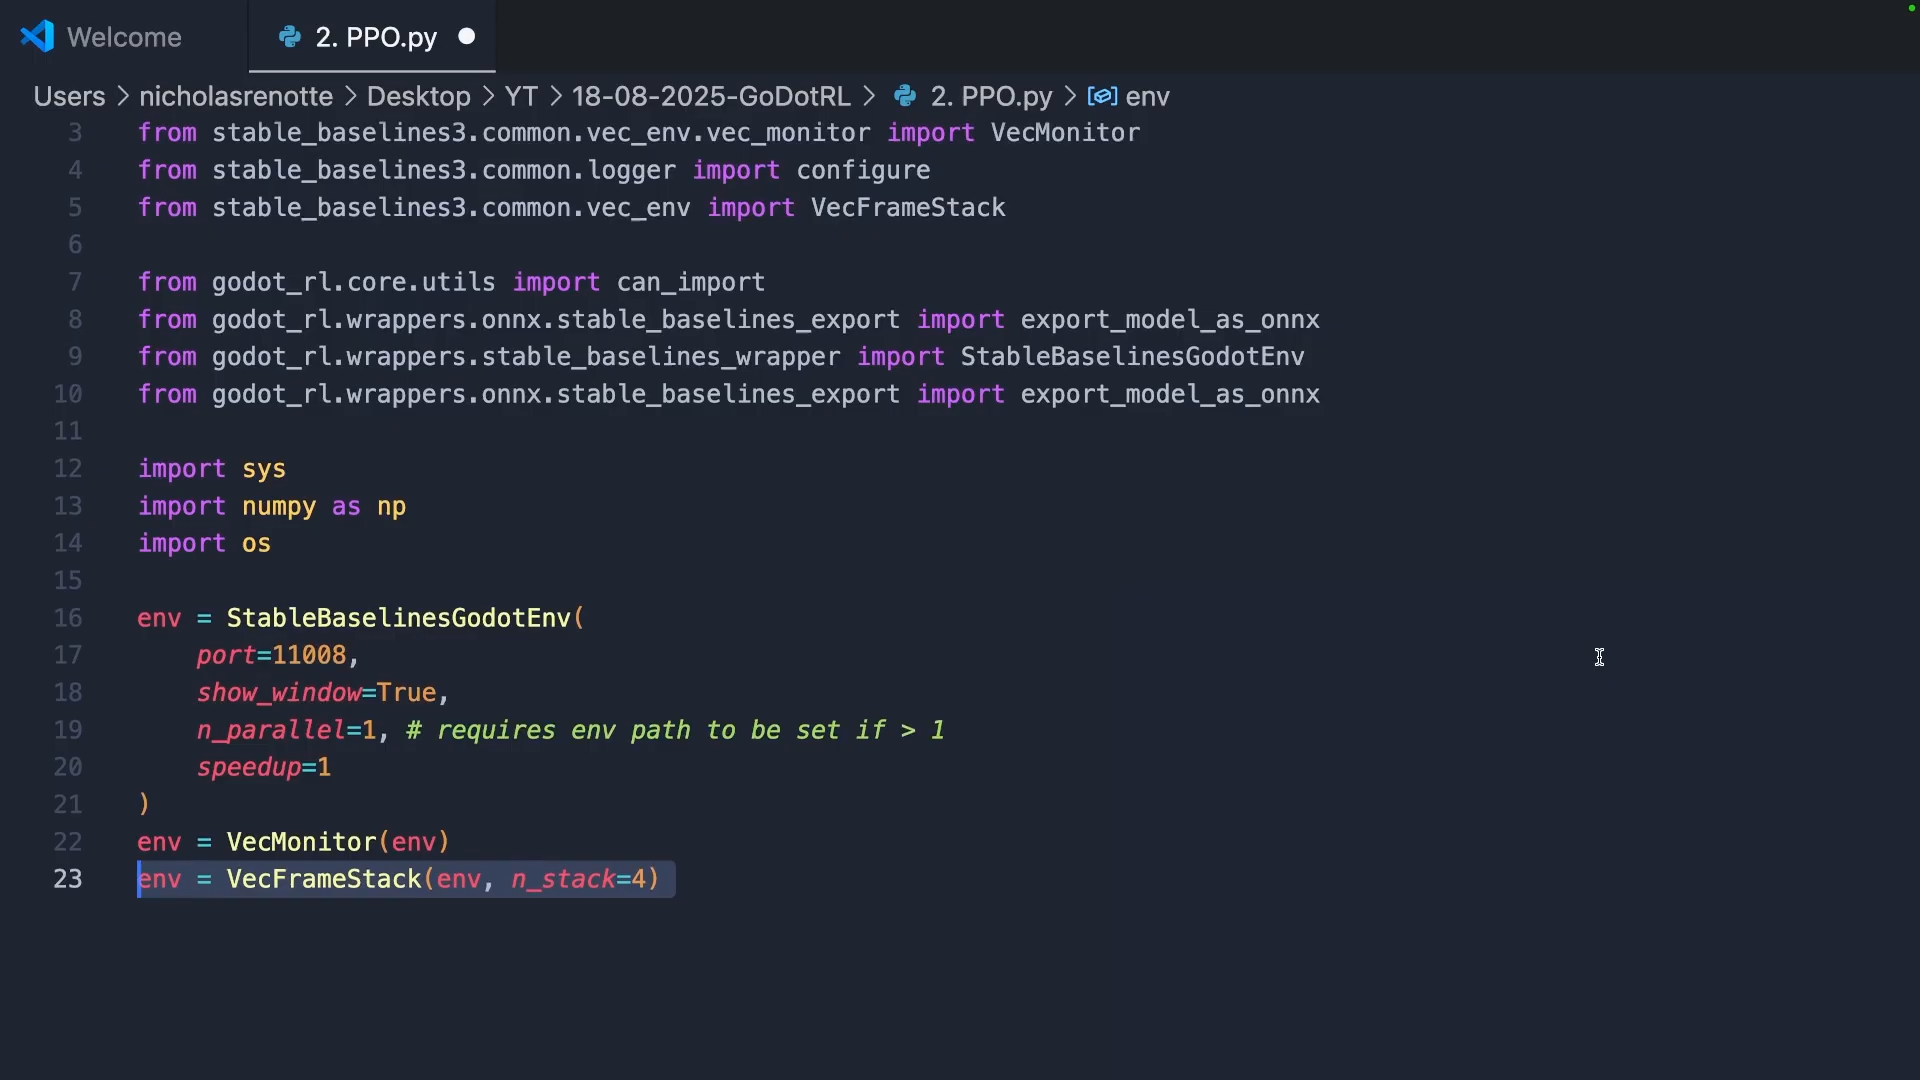 Welcome
2. PPO.py
Users > nicholasrenotte > Desktop > YT > 18-08-2025-GoDotRL > 2. PPO.py > env
3 from stable_baselines3.common.vec_env.vec_monitor import VecMonitor
4 from stable_baselines3.common.logger import configure
5 from stable_baselines3.common.vec_env import VecFrameStack
6
7 from godot_rl.core.utils import can_import
8 from godot_rl.wrappers.onnx.stable_baselines_export import export_model_as_onnx
9 from godot_rl.wrappers.stable_baselines_wrapper import StableBaselinesGodotEnv
10 from godot_rl.wrappers.onnx.stable_baselines_export import export_model_as_onnx
11
12 import sys
13 import numpy as np
14 import os
15
16 env = StableBaselinesGodotEnv(
17     port=11008,
18     show_window=True,
19     n_parallel=1, # requires env path to be set if > 1
20     speedup=1
21 )
22 env = VecMonitor(env)
23 env = VecFrameStack(env, n_stack=4)